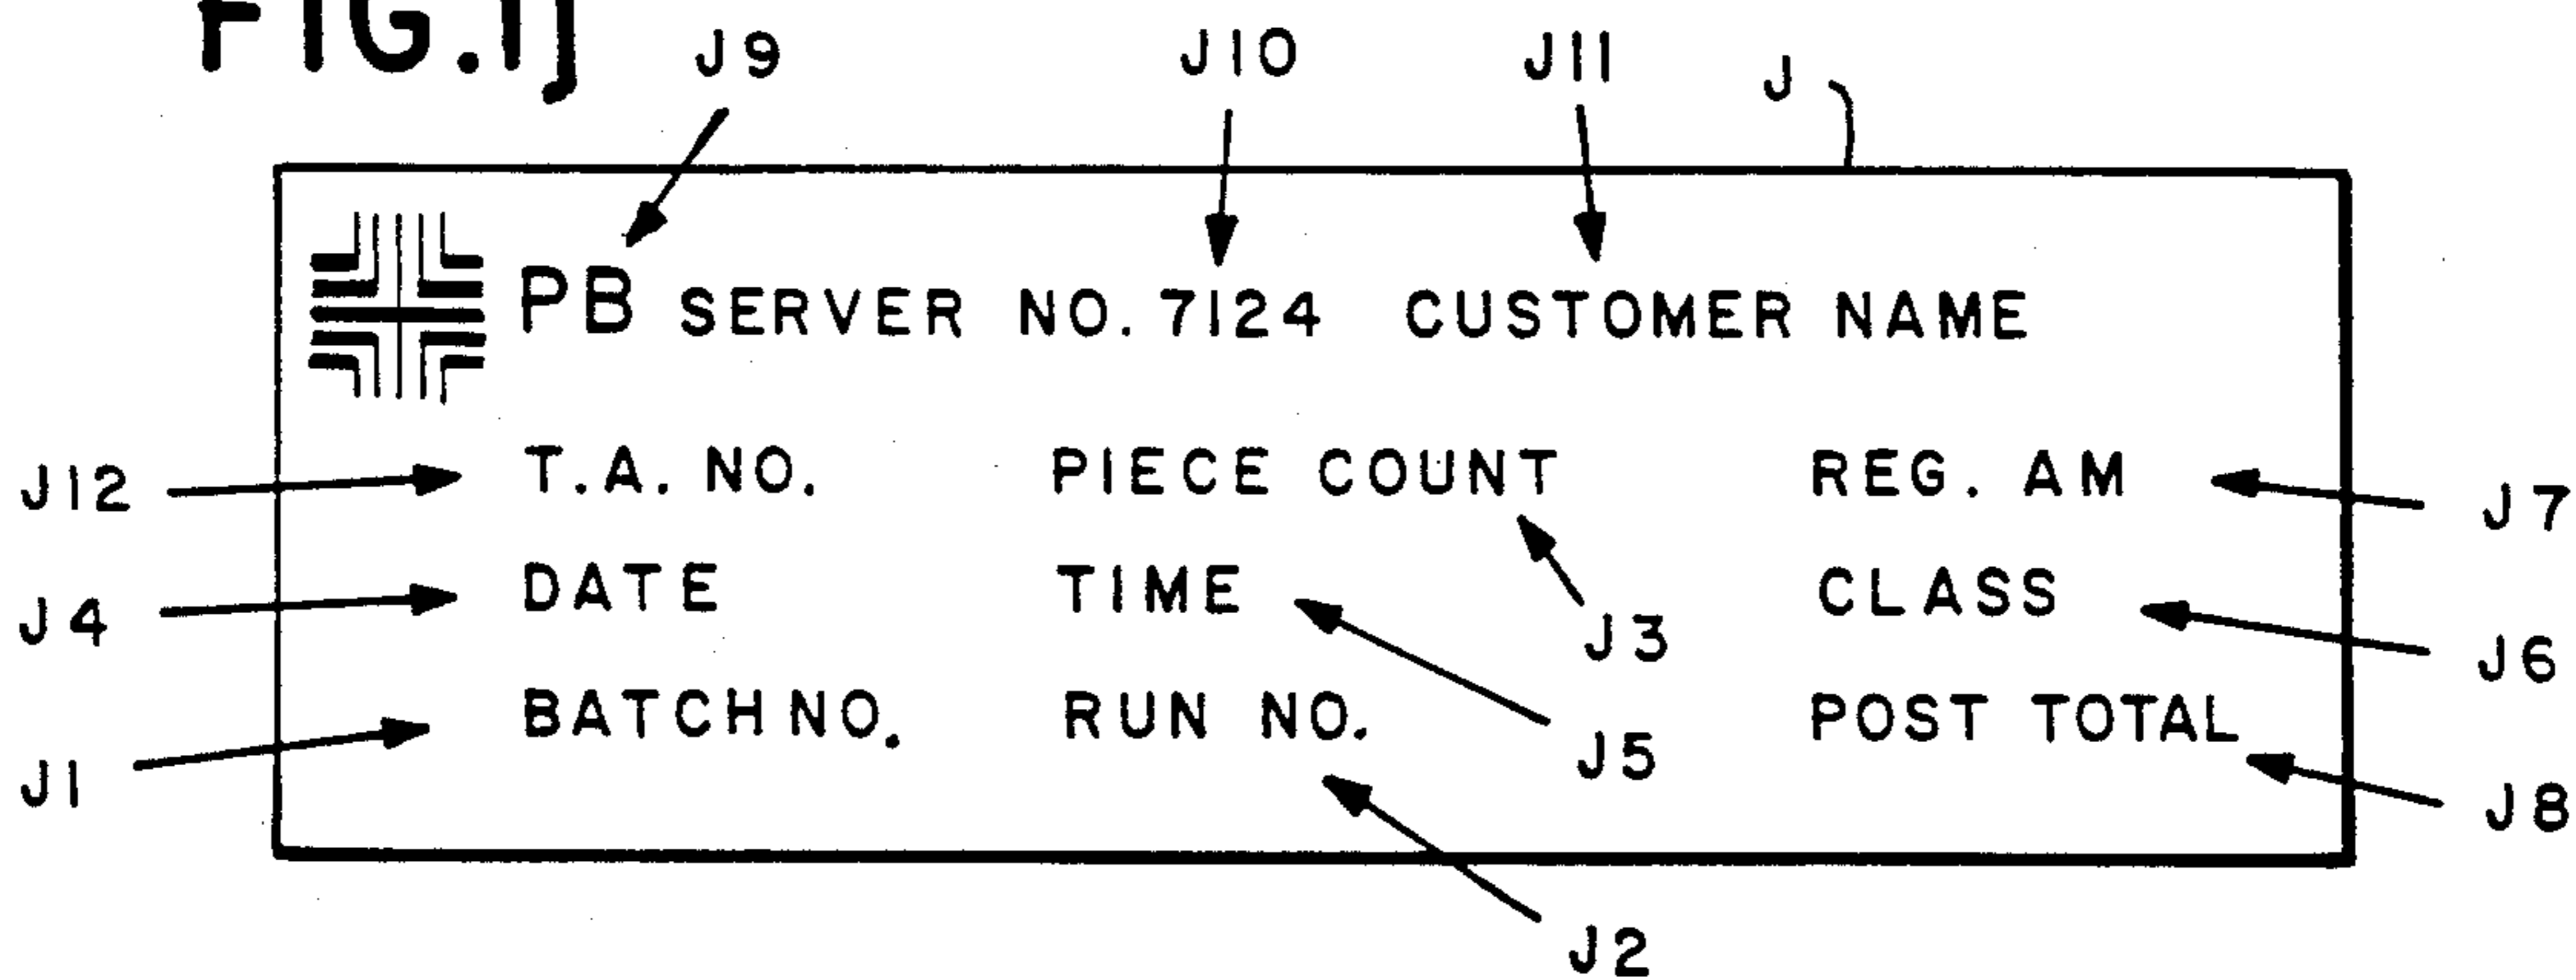 FIG.1j
J9 J10 J11 J
PB SERVER NO. 7124 CUSTOMER NAME
J12 T.A. NO. PIECE COUNT REG. AM J7
J4 DATE TIME J3 CLASS J6
J1 BATCH NO. RUN NO. J5 POST TOTAL J8
J2